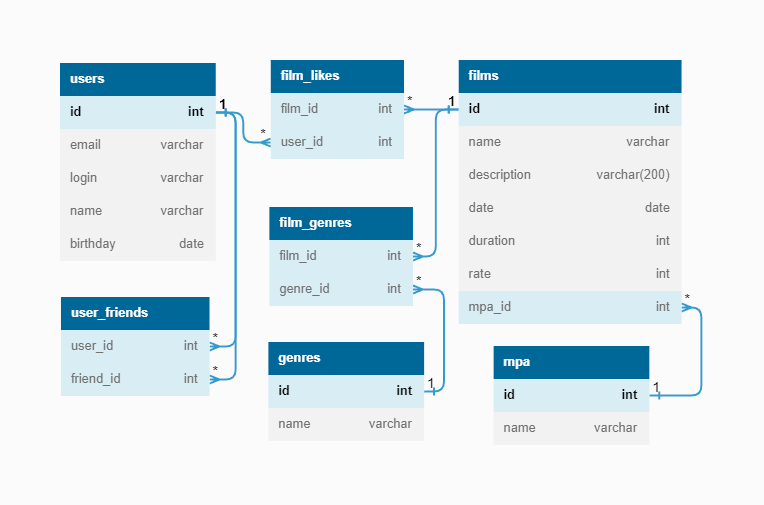 users
id int
email varchar
login varchar
name varchar
birthday date
1
*
film_likes
film_id int
user_id int
*
films
1
id int
name varchar
description varchar(200)
date date
duration int
rate int
mpa_id int
*
film_genres
film_id int
*
genre_id int
*
user_friends
user_id int
*
friend_id int
*
genres
id int
1
name varchar
mpa
id int
1
name varchar